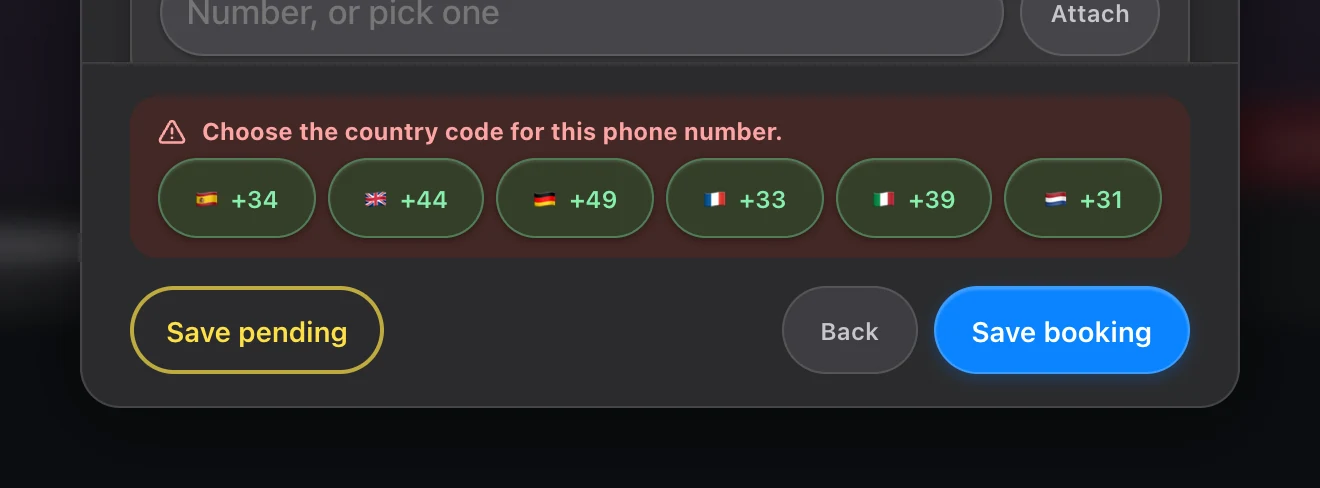 Number, or pick one
Attach
Choose the country code for this phone number.
+34 +44 +49 +33 +39 +31
Save pending
Back
Save booking